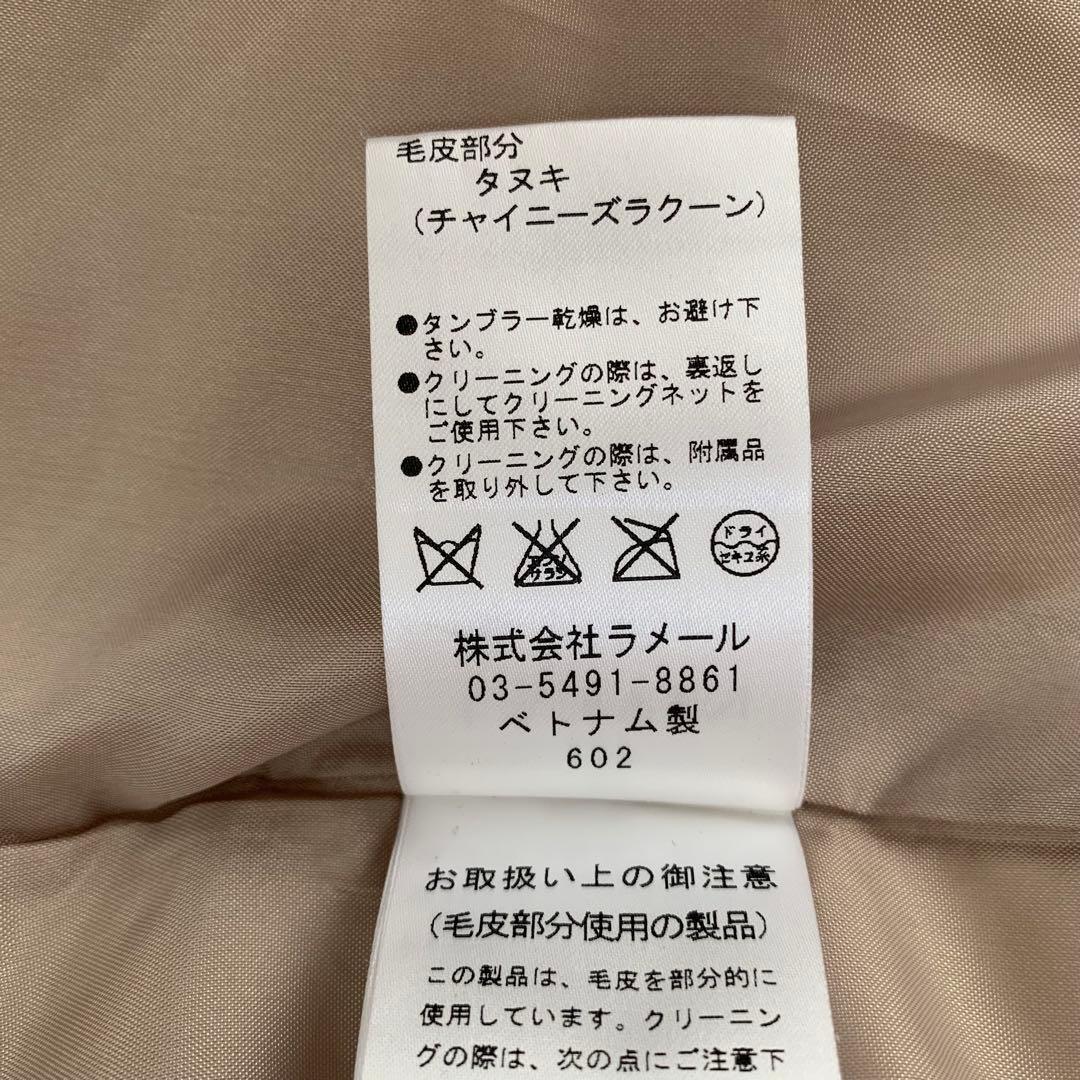 毛皮部分
タヌキ
（チャイニーズラクーン）
●タンブラー乾燥は、お避け下
さい。
●クリーニングの際は、裏返し
にしてクリーニングネットを
ご使用下さい。
●クリーニングの際は、附属品
を取り外して下さい。
エンソ
サラシ
ドライ
セキユ系
株式会社ラメール
03-5491-8861
ベトナム製
602
お取扱い上の御注意
（毛皮部分使用の製品）
この製品は、毛皮を部分的に
使用しています。クリーニン
グの際は、次の点にご注意下